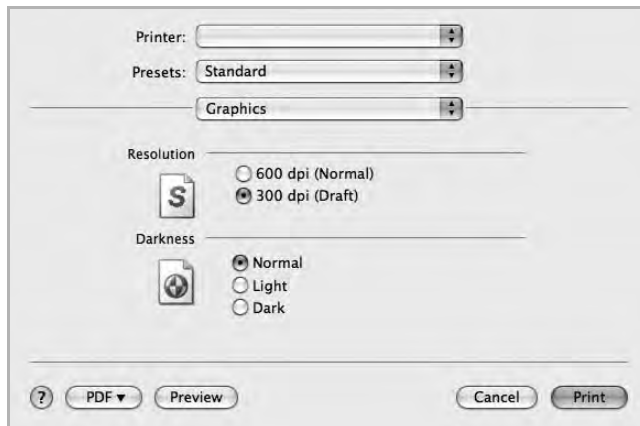 Printer:
Presets: Standard
Graphics
Resolution
600 dpi (Normal)
S 300 dpi (Draft)
Darkness
Normal
Light
Dark
? PDF▼ Preview Cancel Print